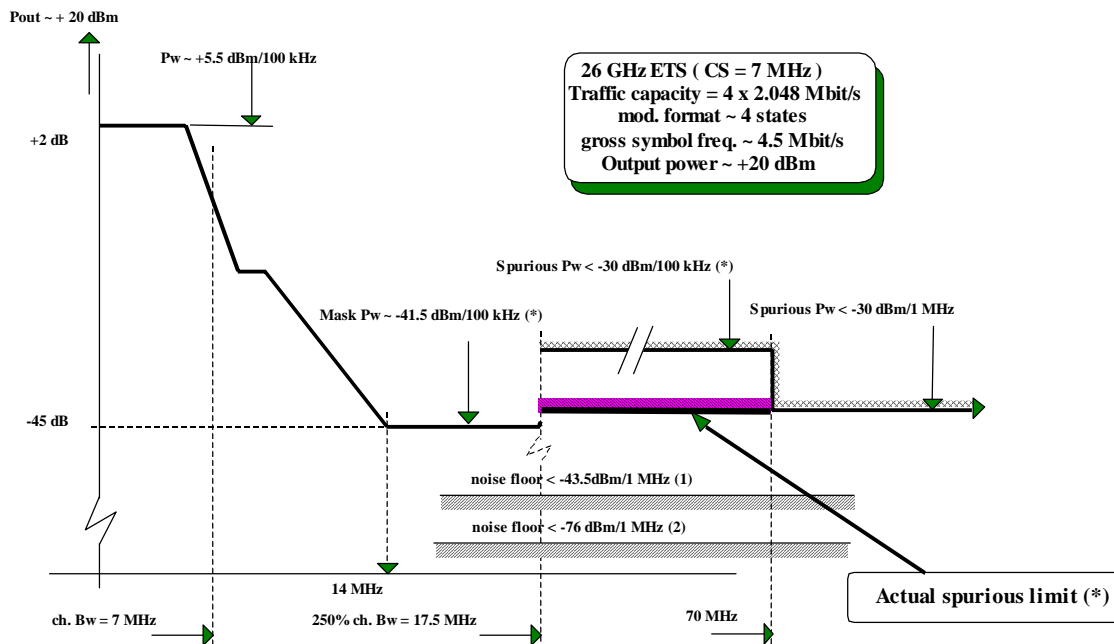 Pout ~ + 20 dBm
Pw ~ +5.5 dBm/100 kHz
26 GHz ETS ( CS = 7 MHz )
Traffic capacity = 4 x 2.048 Mbit/s
mod. format ~ 4 states
gross symbol freq. ~ 4.5 Mbit/s
Output power ~ +20 dBm
+2 dB
Spurious Pw < -30 dBm/100 kHz (*)
Spurious Pw < -30 dBm/1 MHz
Mask Pw ~ -41.5 dBm/100 kHz (*)
-45 dB
noise floor < -43.5dBm/1 MHz (1)
noise floor < -76 dBm/1 MHz (2)
14 MHz
Actual spurious limit (*)
ch. Bw = 7 MHz
250% ch. Bw = 17.5 MHz
70 MHz